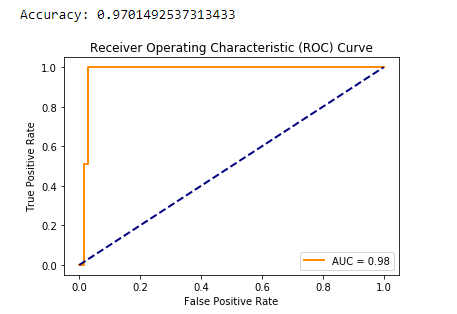 Accuracy: 0.9701492537313433
Receiver Operating Characteristic (ROC) Curve
1.0
0.8
0.6
0.4
0.2
0.0
True Positive Rate
AUC = 0.98
0.0 0.2 0.4 0.6 0.8 1.0
False Positive Rate